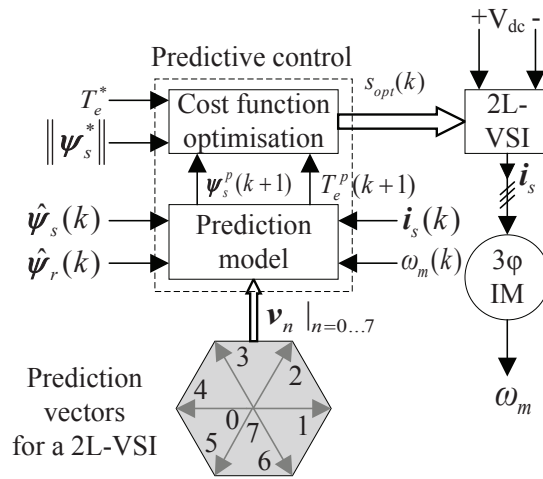 +V_dc -
Predictive control
T_e^*
‖ψ_s^*‖
Cost function
optimisation
s_opt(k)
2L-
VSI
ψ_s^p(k+1)
T_e^p(k+1)
i_s
ψ̂_s(k)
ψ̂_r(k)
Prediction
model
i_s(k)
ω_m(k)
3φ
IM
v_n |_n=0…7
ω_m
Prediction
vectors
for a 2L-VSI
3
2
4
1
0
7
5
6